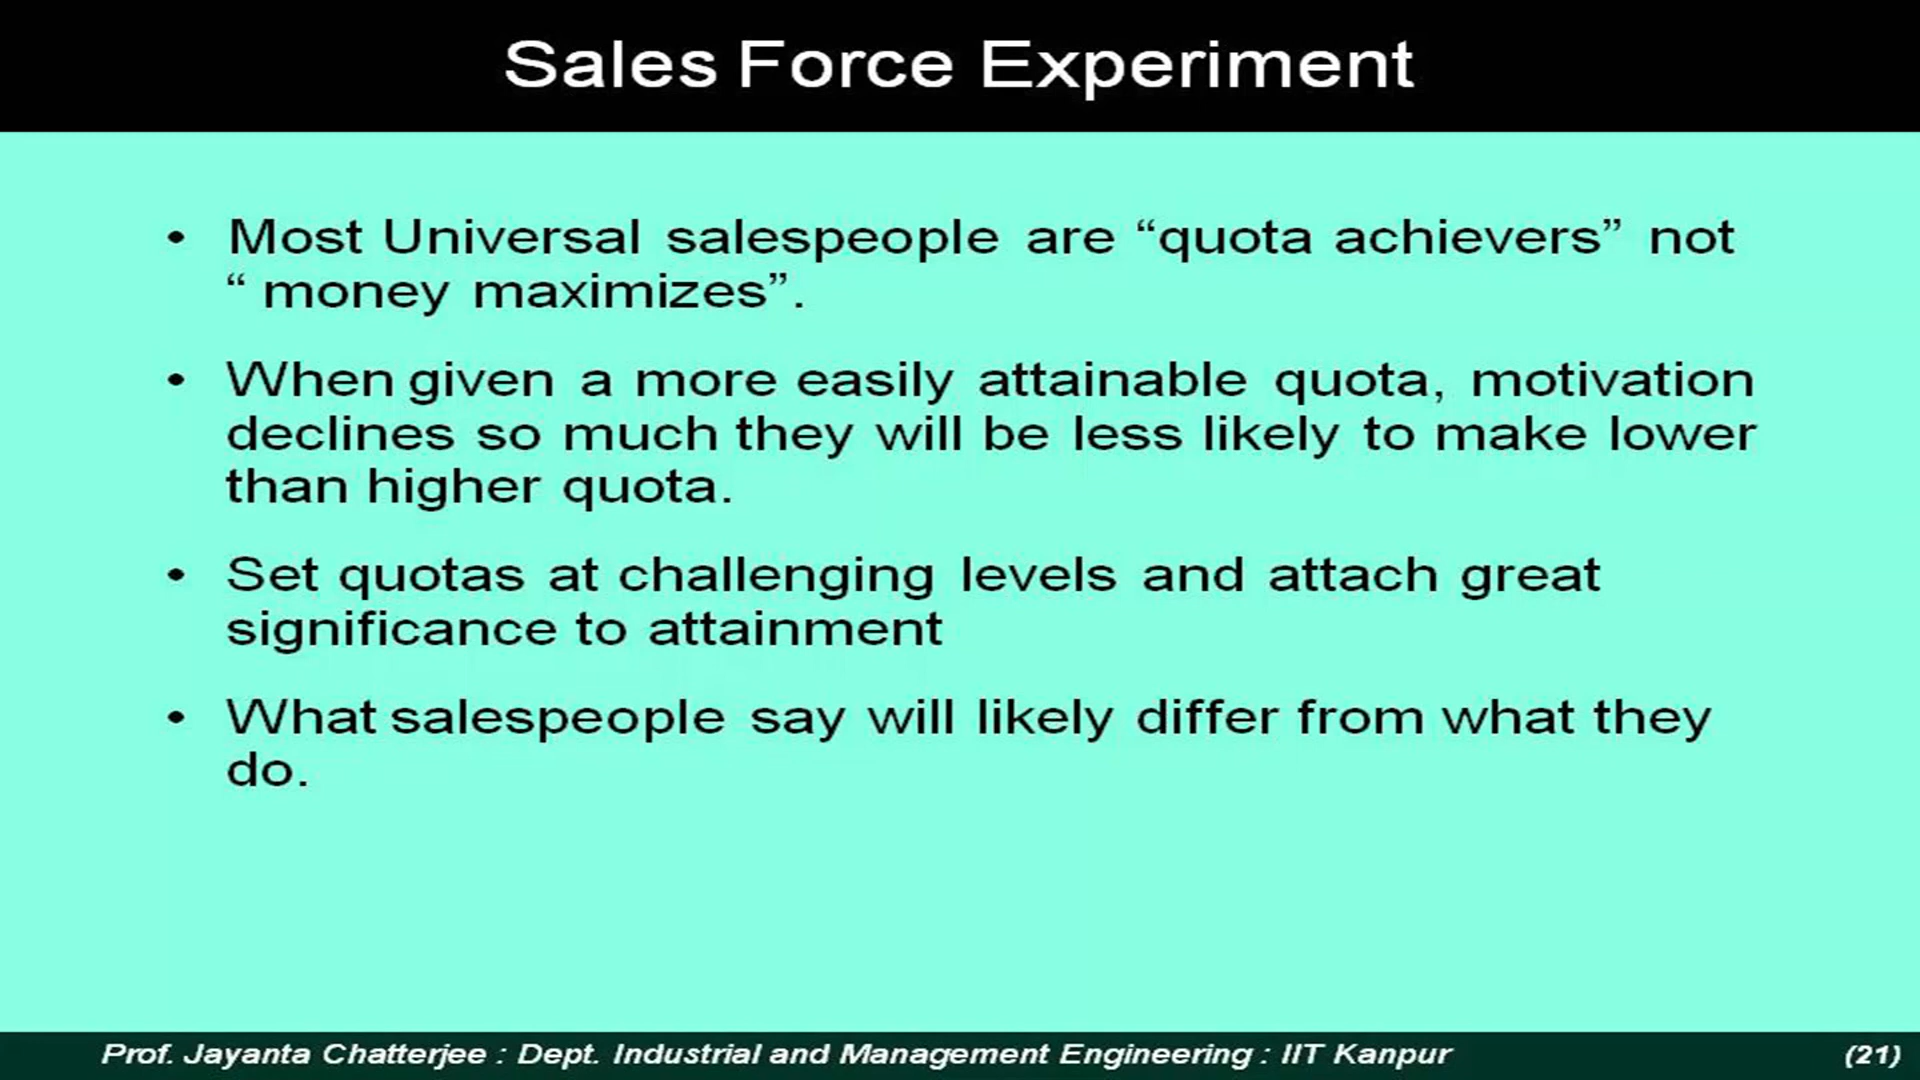 Sales Force Experiment
• Most Universal salespeople are “quota achievers” not
“ money maximizes”.
• When given a more easily attainable quota, motivation
declines so much they will be less likely to make lower
than higher quota.
• Set quotas at challenging levels and attach great
significance to attainment
• What salespeople say will likely differ from what they
do.
Prof. Jayanta Chatterjee : Dept. Industrial and Management Engineering : IIT Kanpur (21)